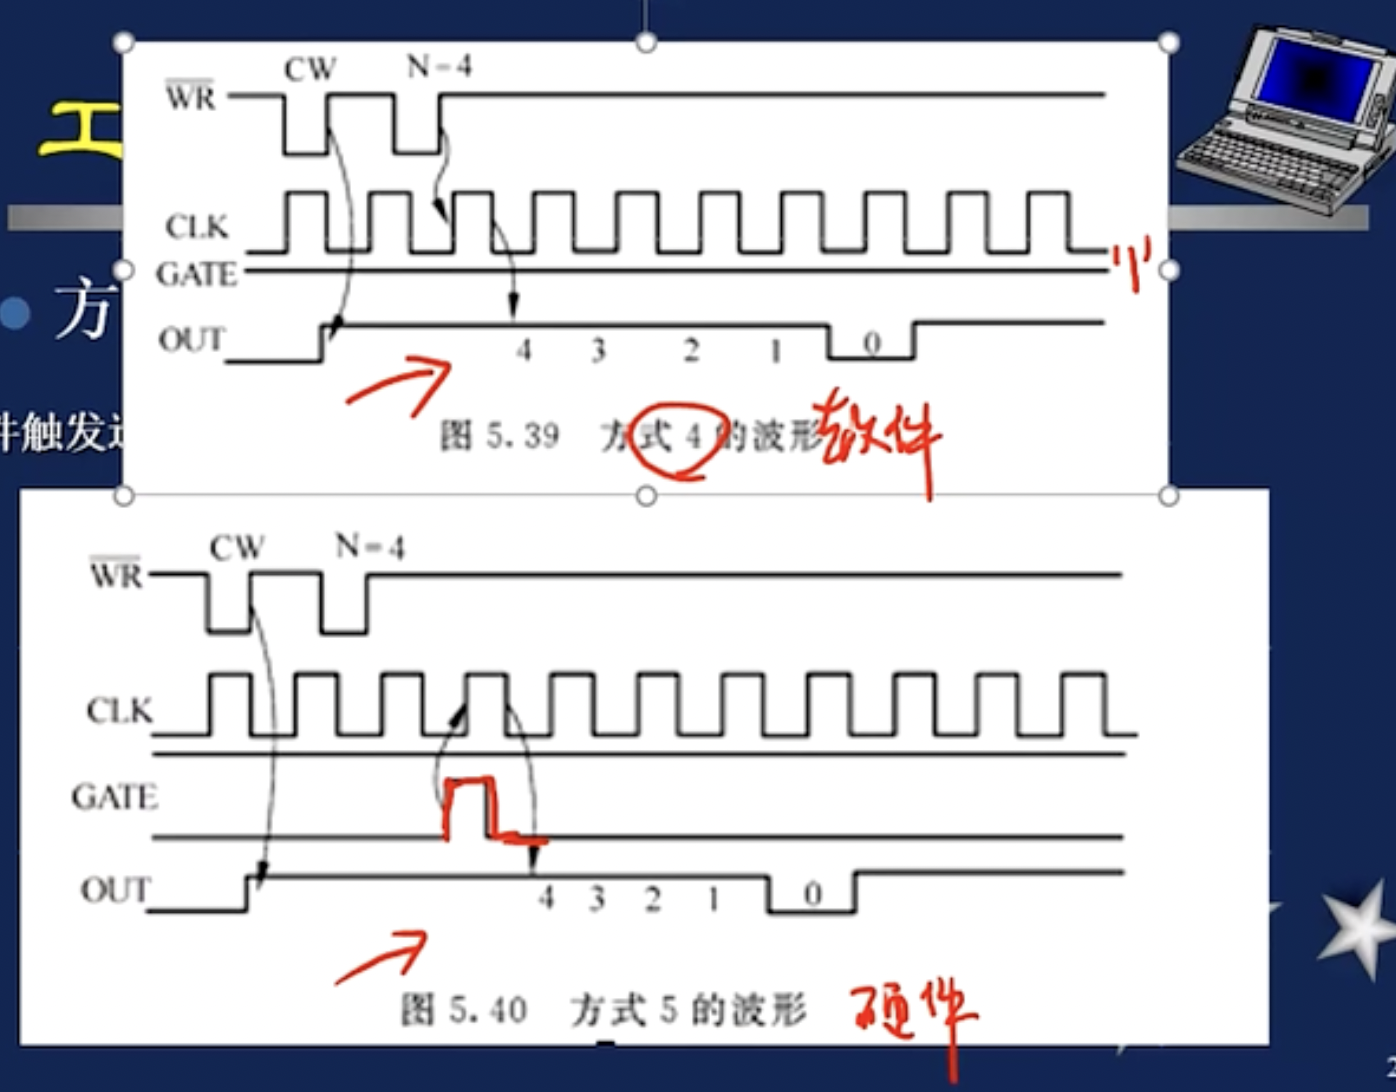 工
方
件触发
CW N=4
WR
CLK
GATE "1"
OUT 4 3 2 1 0
图 5.39 方式 4 的波形 软件
CW N=4
WR
CLK
GATE
OUT 4 3 2 1 0
图 5.40 方式 5 的波形 硬件
2